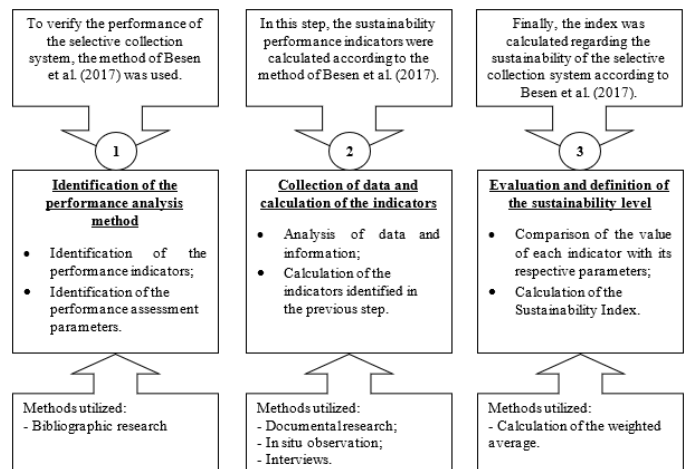 To verify the performance of
the selective collection
system, the method of Besen
et al. (2017) was used.
1
Identification of the
performance analysis
method
• Identification of the
performance indicators;
• Identification of the
performance assessment
parameters.
Methods utilized:
- Bibliographic research
In this step, the sustainability
performance indicators were
calculated according to the
method of Besen et al. (2017).
2
Collection of data and
calculation of the indicators
• Analysis of data and
information;
• Calculation of the
indicators identified in
the previous step.
Methods utilized:
- Documental research;
- In situ observation;
- Interviews.
Finally, the index was
calculated regarding the
sustainability of the selective
collection system according to
Besen et al. (2017).
3
Evaluation and definition of
the sustainability level
• Comparison of the value
of each indicator with its
respective parameters;
• Calculation of the
Sustainability Index.
Methods utilized:
- Calculation of the weighted
average.